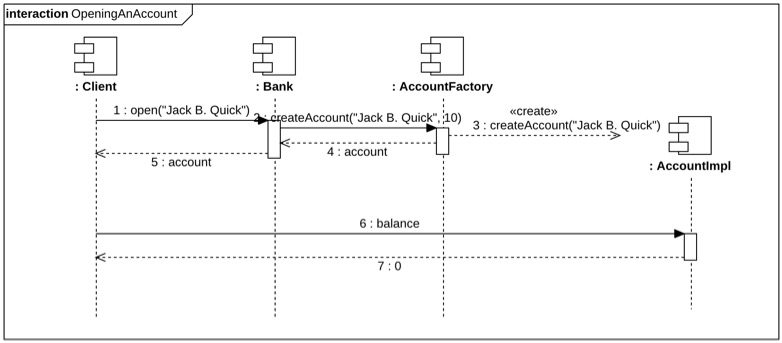 interaction OpeningAnAccount
: Client
: Bank
: AccountFactory
1 : open("Jack B. Quick")
2 : createAccount("Jack B. Quick", 10)
«create»
3 : createAccount("Jack B. Quick")
: AccountImpl
4 : account
5 : account
6 : balance
7 : 0